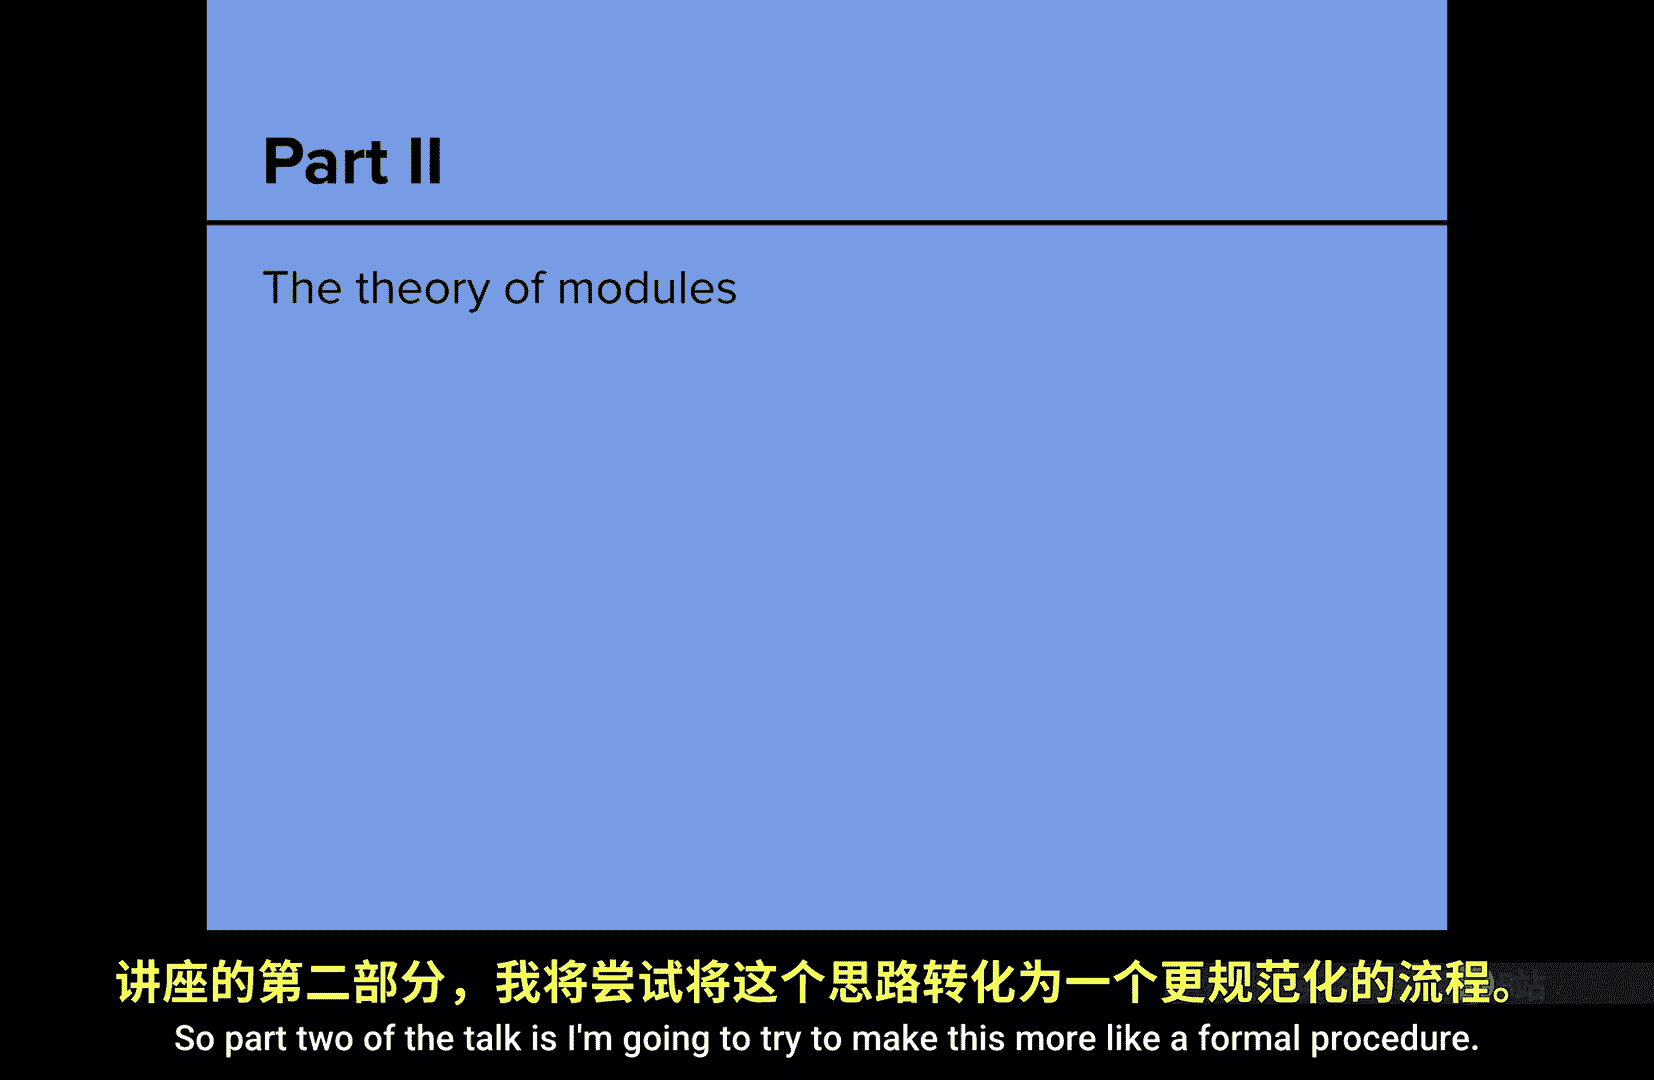 Part II
The theory of modules
讲座的第二部分，我将尝试将这个思路转化为一个更规范化的流程。
So part two of the talk is I'm going to try to make this more like a formal procedure.